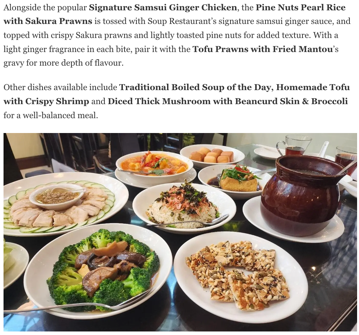 Alongside the popular Signature Samsui Ginger Chicken, the Pine Nuts Pearl Rice
with Sakura Prawns is tossed with Soup Restaurant's signature samsui ginger sauce, and
topped with crispy Sakura prawns and lightly toasted pine nuts for added texture. With a
light ginger fragrance in each bite, pair it with the Tofu Prawns with Fried Mantou's
gravy for more depth of flavour.
Other dishes available include Traditional Boiled Soup of the Day, Homemade Tofu
with Crispy Shrimp and Diced Thick Mushroom with Beancurd Skin & Broccoli
for a well-balanced meal.